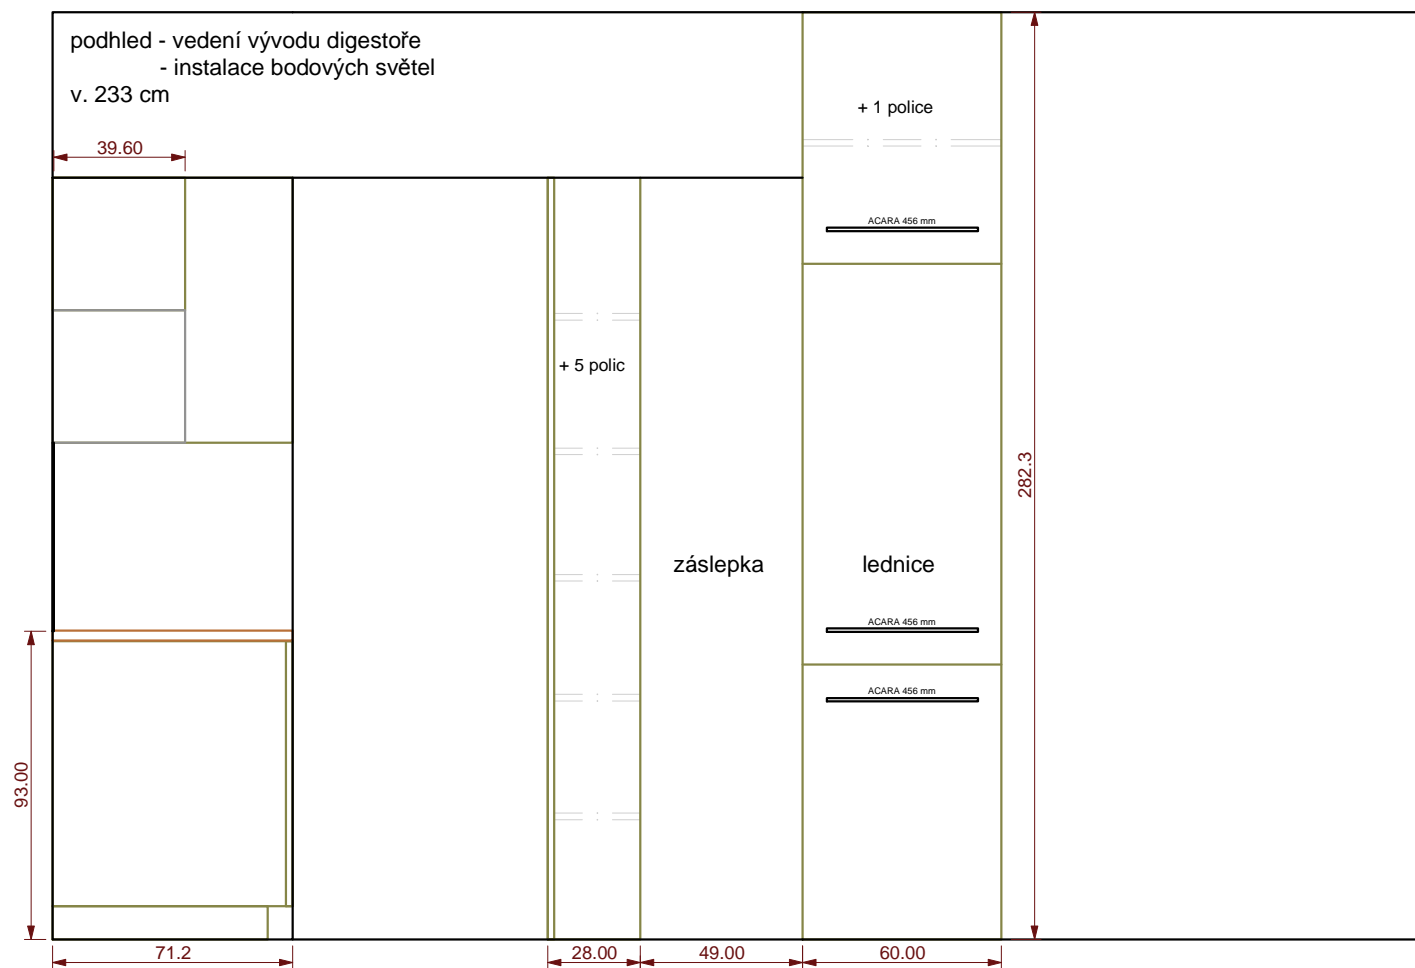 podhled - vedení vývodu digestoře
- instalace bodových světel
v. 233 cm
+ 1 police
39.60
ACARA 456 mm
+ 5 polic
282.3
záslepka
lednice
ACARA 456 mm
ACARA 456 mm
93.00
71.2
28.00
49.00
60.00